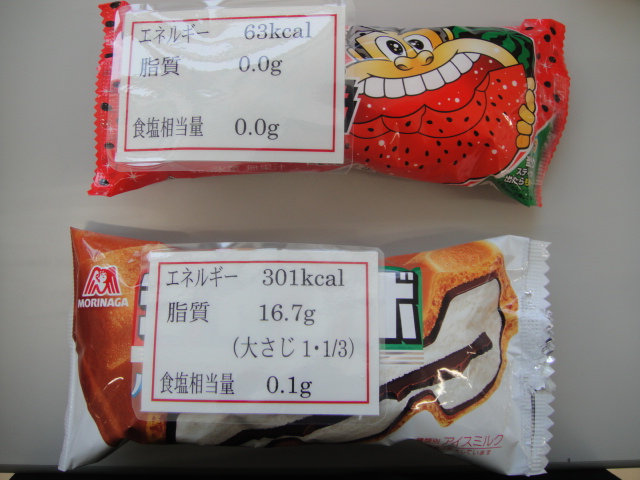 エネルギー 63kcal
脂質 0.0g
食塩相当量 0.0g
MORINAGA
エネルギー 301kcal
脂質 16.7g
(大さじ1・1/3)
食塩相当量 0.1g
ボ
アイスミルク